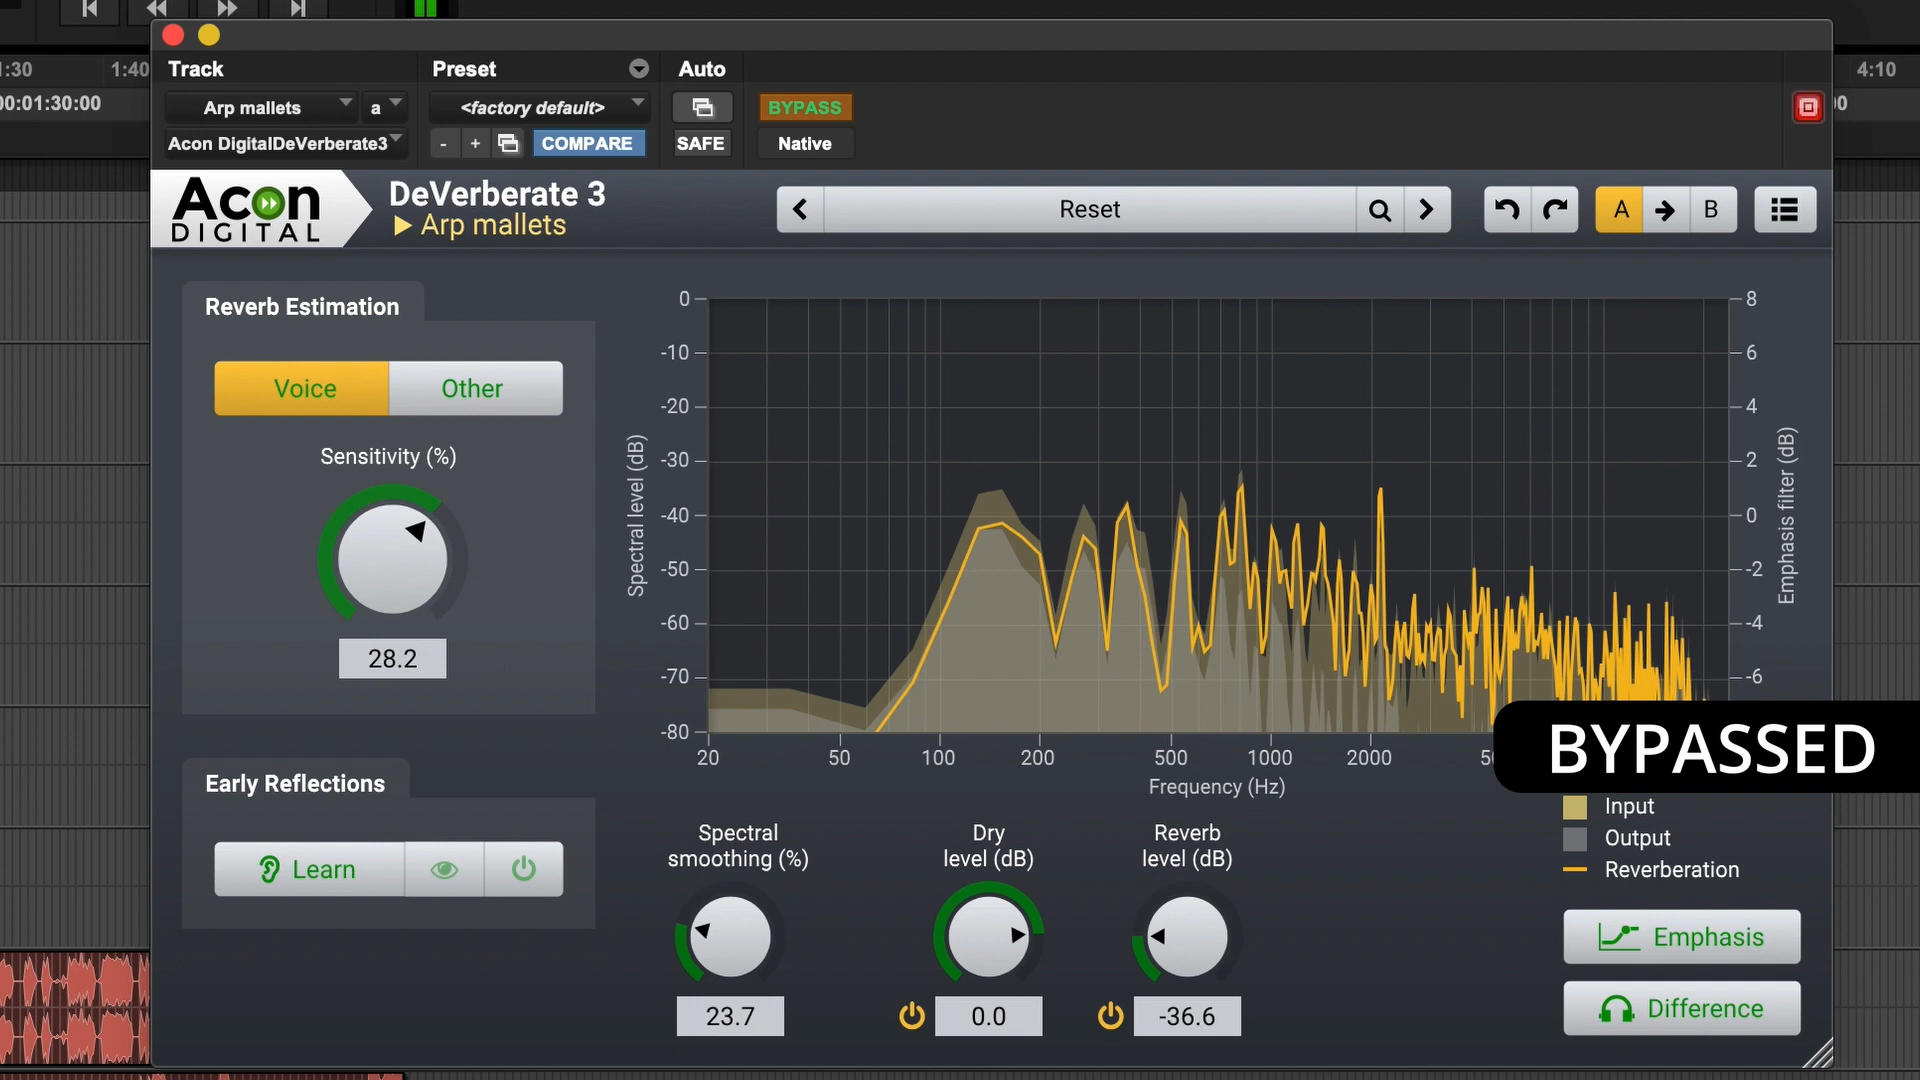 :30
1:40
4:10
00:01:30:00
Track
Preset
Auto
Arp mallets
a
<factory default>
BYPASS
Acon DigitalDeVerberate3
-
+
COMPARE
SAFE
Native
Acon
DIGITAL
DeVerberate 3
Arp mallets
Reset
A
B
Reverb Estimation
Voice
Other
Sensitivity (%)
28.2
Early Reflections
Learn
Spectral level (dB)
0
-10
-20
-30
-40
-50
-60
-70
-80
20
50
100
200
500
1000
2000
Frequency (Hz)
8
6
4
2
0
-2
-4
-6
Emphasis filter (dB)
BYPASSED
Input
Output
Reverberation
Spectral
smoothing (%)
23.7
Dry
level (dB)
0.0
Reverb
level (dB)
-36.6
Emphasis
Difference